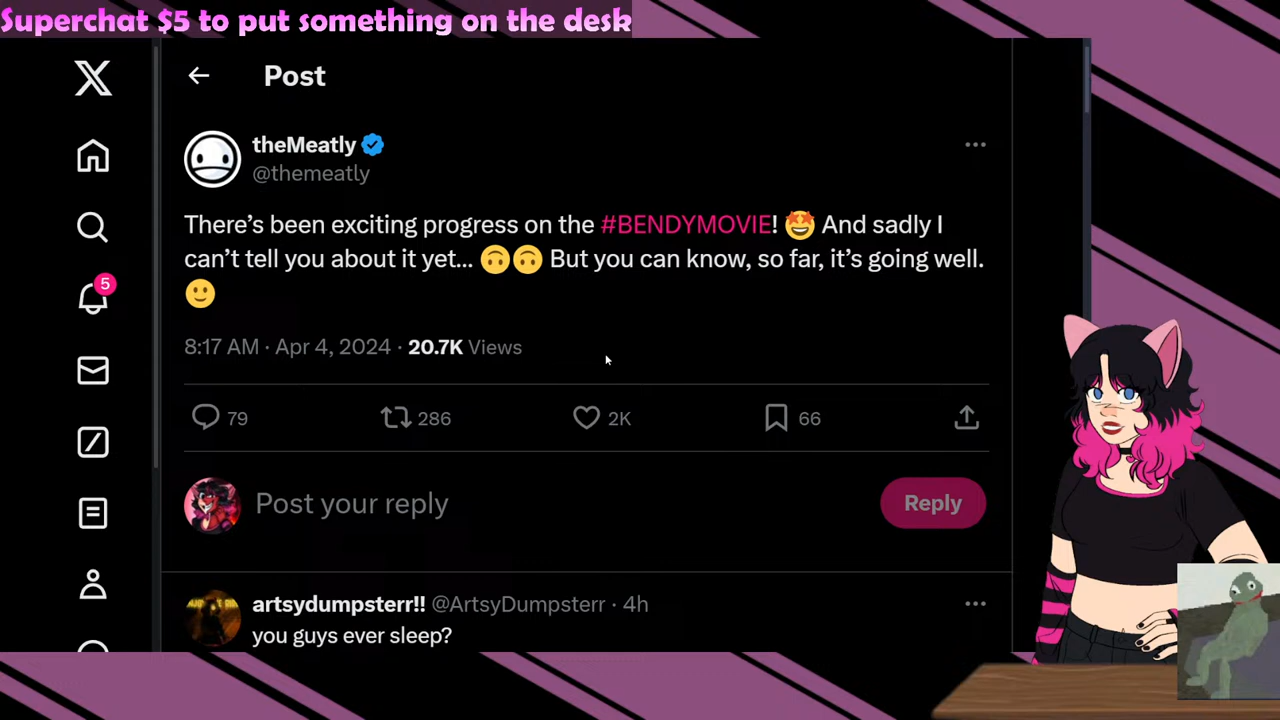 Superchat $5 to put something on the desk
Post
theMeatly
@themeatly
There’s been exciting progress on the #BENDYMOVIE! 🤩 And sadly I
can’t tell you about it yet... 🙃🙃 But you can know, so far, it’s going well.
🙂
8:17 AM · Apr 4, 2024 · 20.7K Views
5
79 286 2K 66
Post your reply
Reply
artsydumpsterr!! @ArtsyDumpsterr · 4h
you guys ever sleep?